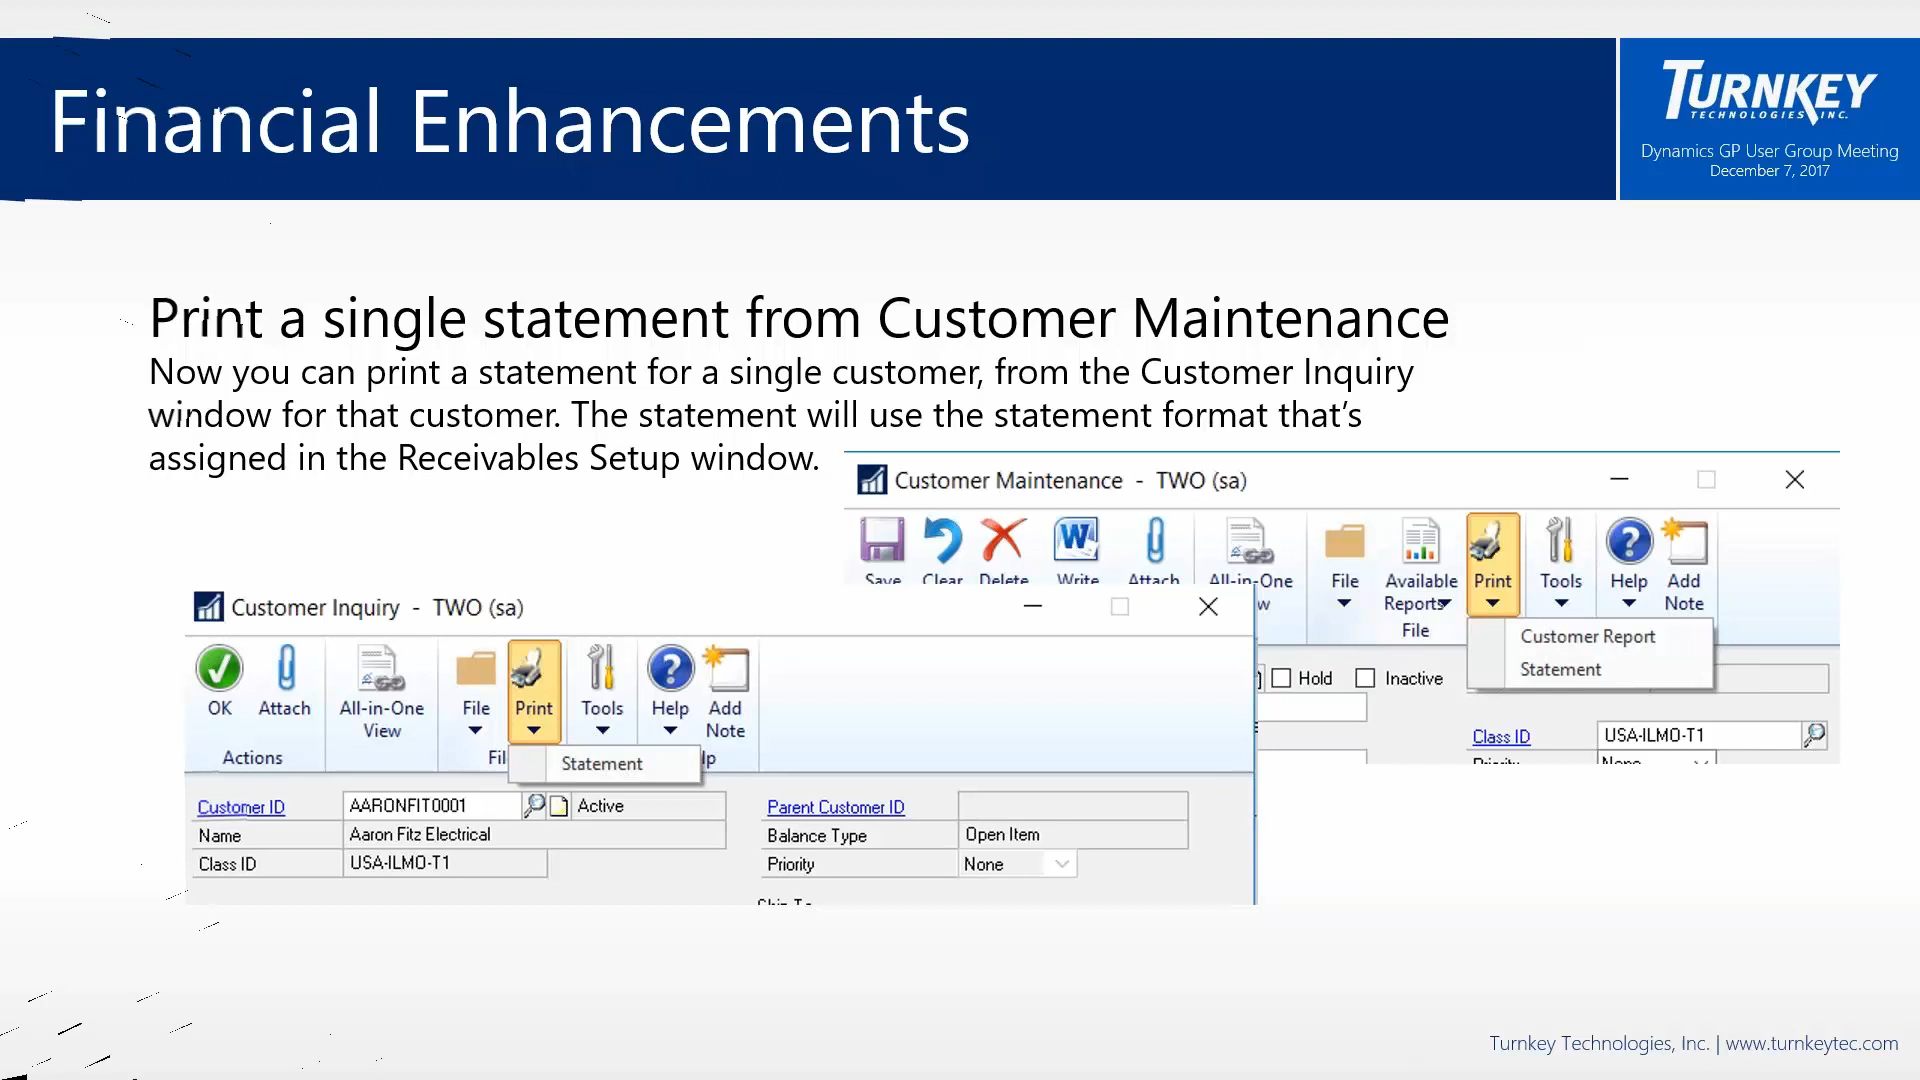 Financial Enhancements
TURNKEY
TECHNOLOGIES, INC.
Dynamics GP User Group Meeting
December 7, 2017
Print a single statement from Customer Maintenance
Now you can print a statement for a single customer, from the Customer Inquiry
window for that customer. The statement will use the statement format that's
assigned in the Receivables Setup window.
Customer Maintenance - TWO (sa)
Save Clear Delete Write Attach All-in-One File Available Reports Print Tools Help Add Note
File
Customer Report
Statement
Hold Inactive
Class ID USA-ILMO-T1
Priority None
Customer Inquiry - TWO (sa)
OK Attach All-in-One View File Print Tools Help Add Note
Actions
Statement
Customer ID AARONFIT0001 Active
Name Aaron Fitz Electrical
Class ID USA-ILMO-T1
Parent Customer ID
Balance Type Open Item
Priority None
Turnkey Technologies, Inc. | www.turnkeytec.com